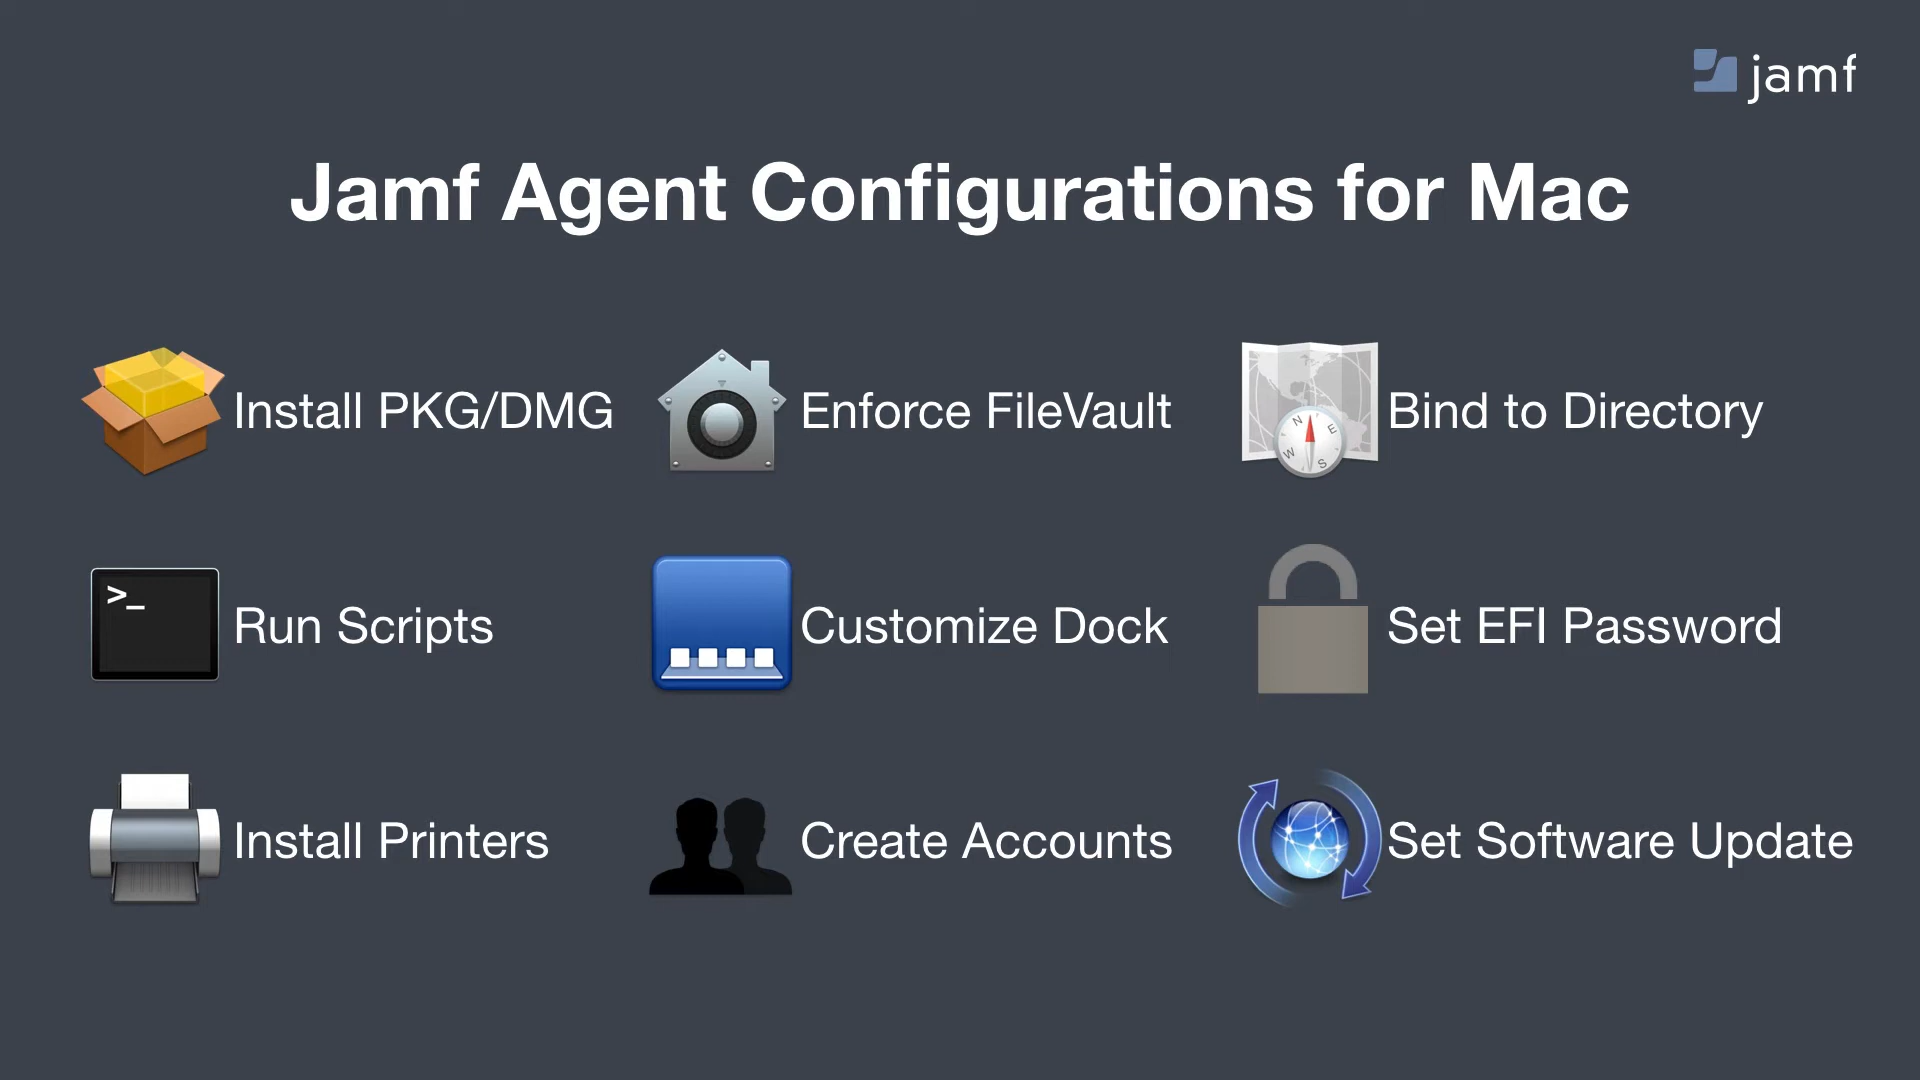 jamf
Jamf Agent Configurations for Mac
Install PKG/DMG
Enforce FileVault
Bind to Directory
N
E
W
S
>_
Run Scripts
Customize Dock
Set EFI Password
Install Printers
Create Accounts
Set Software Update